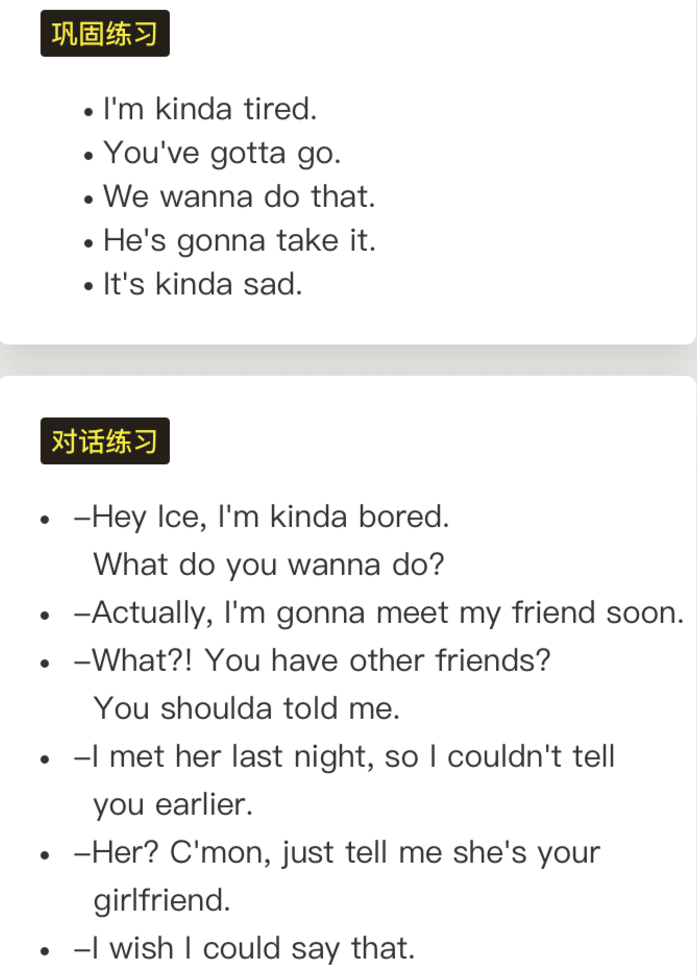 巩固练习
• I'm kinda tired.
• You've gotta go.
• We wanna do that.
• He's gonna take it.
• It's kinda sad.
对话练习
• –Hey Ice, I'm kinda bored.
What do you wanna do?
• –Actually, I'm gonna meet my friend soon.
• –What?! You have other friends?
You shoulda told me.
• –I met her last night, so I couldn't tell
you earlier.
• –Her? C'mon, just tell me she's your
girlfriend.
• –I wish I could say that.